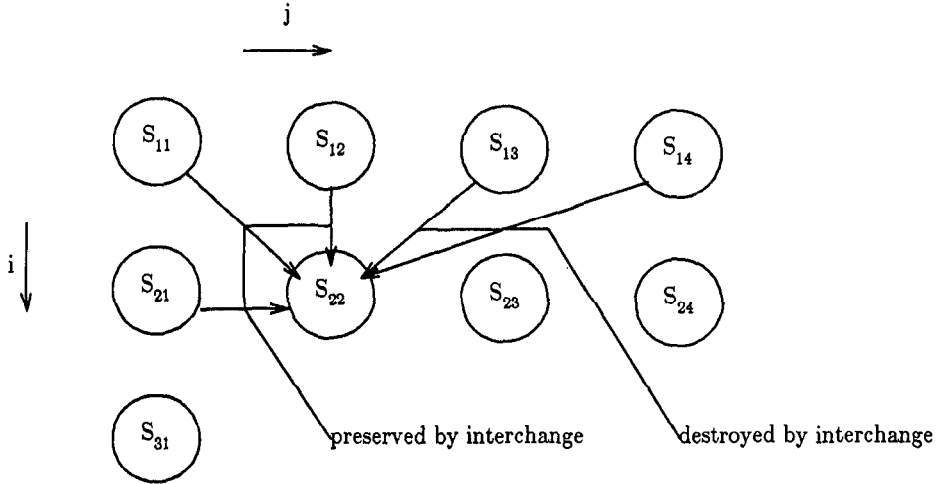 j
S11 S12 S13 S14
i
S21 S22 S23 S24
S31
preserved by interchange
destroyed by interchange